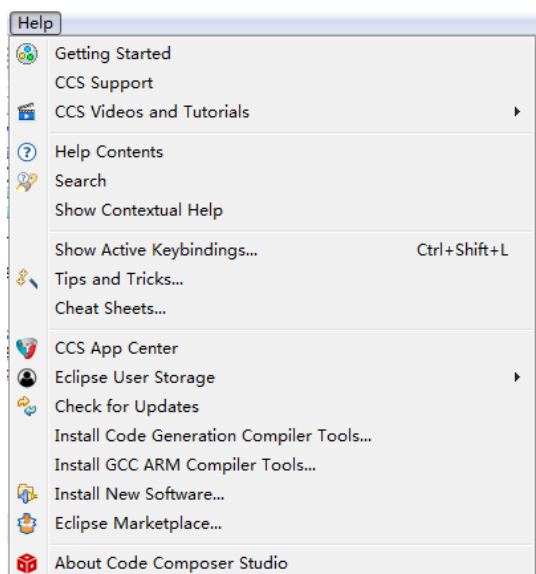 Help
Getting Started
CCS Support
CCS Videos and Tutorials
Help Contents
Search
Show Contextual Help
Show Active Keybindings... Ctrl+Shift+L
Tips and Tricks...
Cheat Sheets...
CCS App Center
Eclipse User Storage
Check for Updates
Install Code Generation Compiler Tools...
Install GCC ARM Compiler Tools...
Install New Software...
Eclipse Marketplace...
About Code Composer Studio